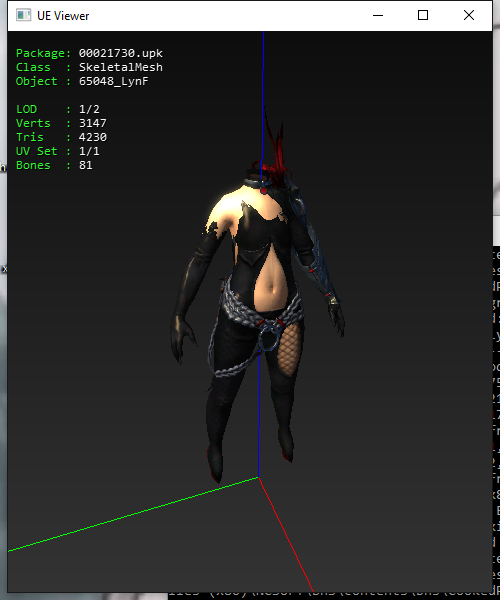 UE Viewer
Package: 00021730.upk
Class : SkeletalMesh
Object : 65048_LynF
LOD : 1/2
Verts : 3147
Tris : 4230
UV Set : 1/1
Bones : 81